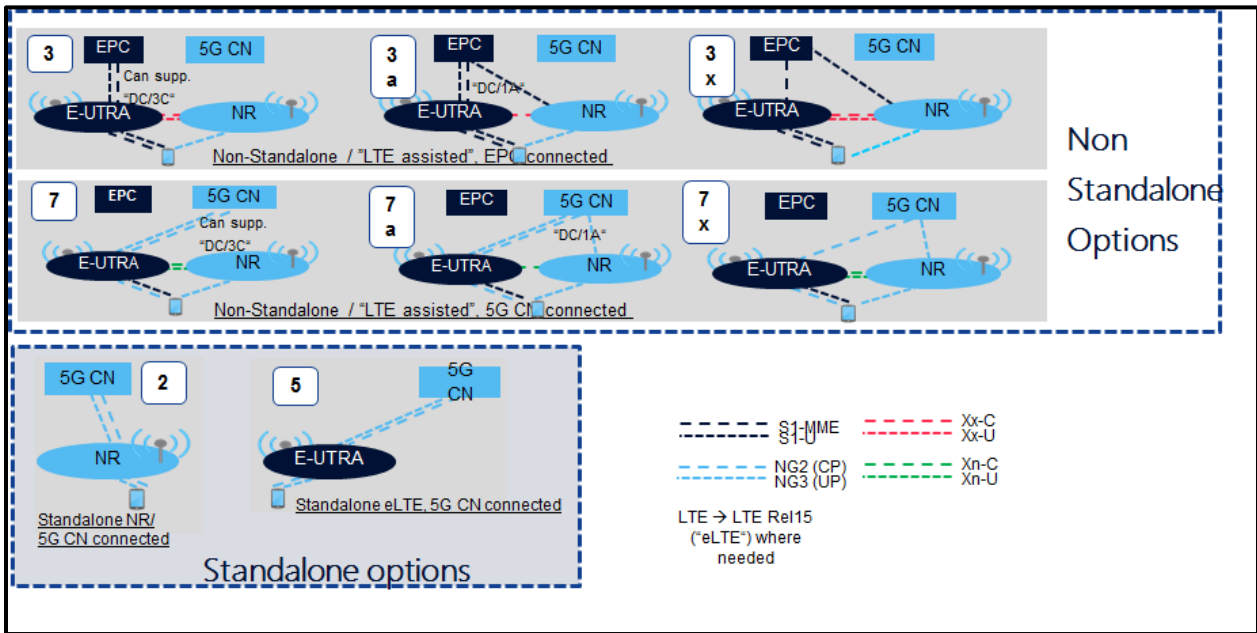 3
EPC
5G CN
Can supp.
"DC/3C"
E-UTRA
NR
3
a
EPC
5G CN
"DC/1A"
E-UTRA
NR
3
x
EPC
5G CN
E-UTRA
NR
Non-Standalone / "LTE assisted", EPC connected
7
EPC
5G CN
Can supp.
"DC/3C"
E-UTRA
NR
7
a
EPC
5G CN
"DC/1A"
E-UTRA
NR
7
x
EPC
5G CN
E-UTRA
NR
Non-Standalone / "LTE assisted", 5G CN connected
Non
Standalone
Options
5G CN
2
NR
Standalone NR/
5G CN connected
5
5G
CN
E-UTRA
Standalone eLTE, 5G CN connected
Standalone options
S1-MME
S1-U
Xx-C
Xx-U
NG2 (CP)
NG3 (UP)
Xn-C
Xn-U
LTE → LTE Rel15
("eLTE") where
needed